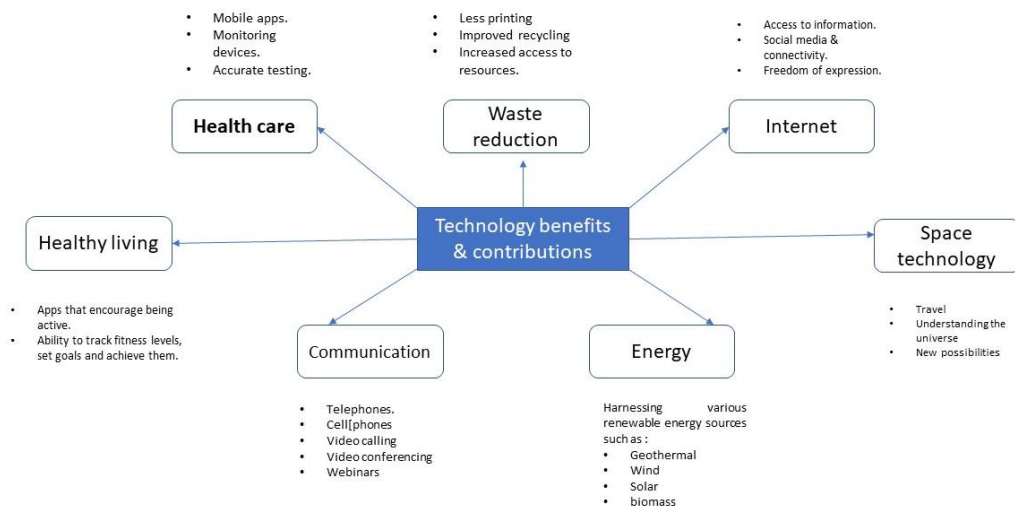 • Mobile apps.
• Monitoring
devices.
• Accurate testing.
Health care
• Less printing
• Improved recycling
• Increased access to
resources.
Waste
reduction
• Access to information.
• Social media &
connectivity.
• Freedom of expression.
Internet
Technology benefits
& contributions
Healthy living
• Apps that encourage being
active.
• Ability to track fitness levels,
set goals and achieve them.
Space
technology
• Travel
• Understanding the
universe
• New possibilities
Communication
• Telephones.
• Cell[phones
• Video calling
• Video conferencing
• Webinars
Energy
Harnessing various
renewable energy sources
such as :
• Geothermal
• Wind
• Solar
• biomass